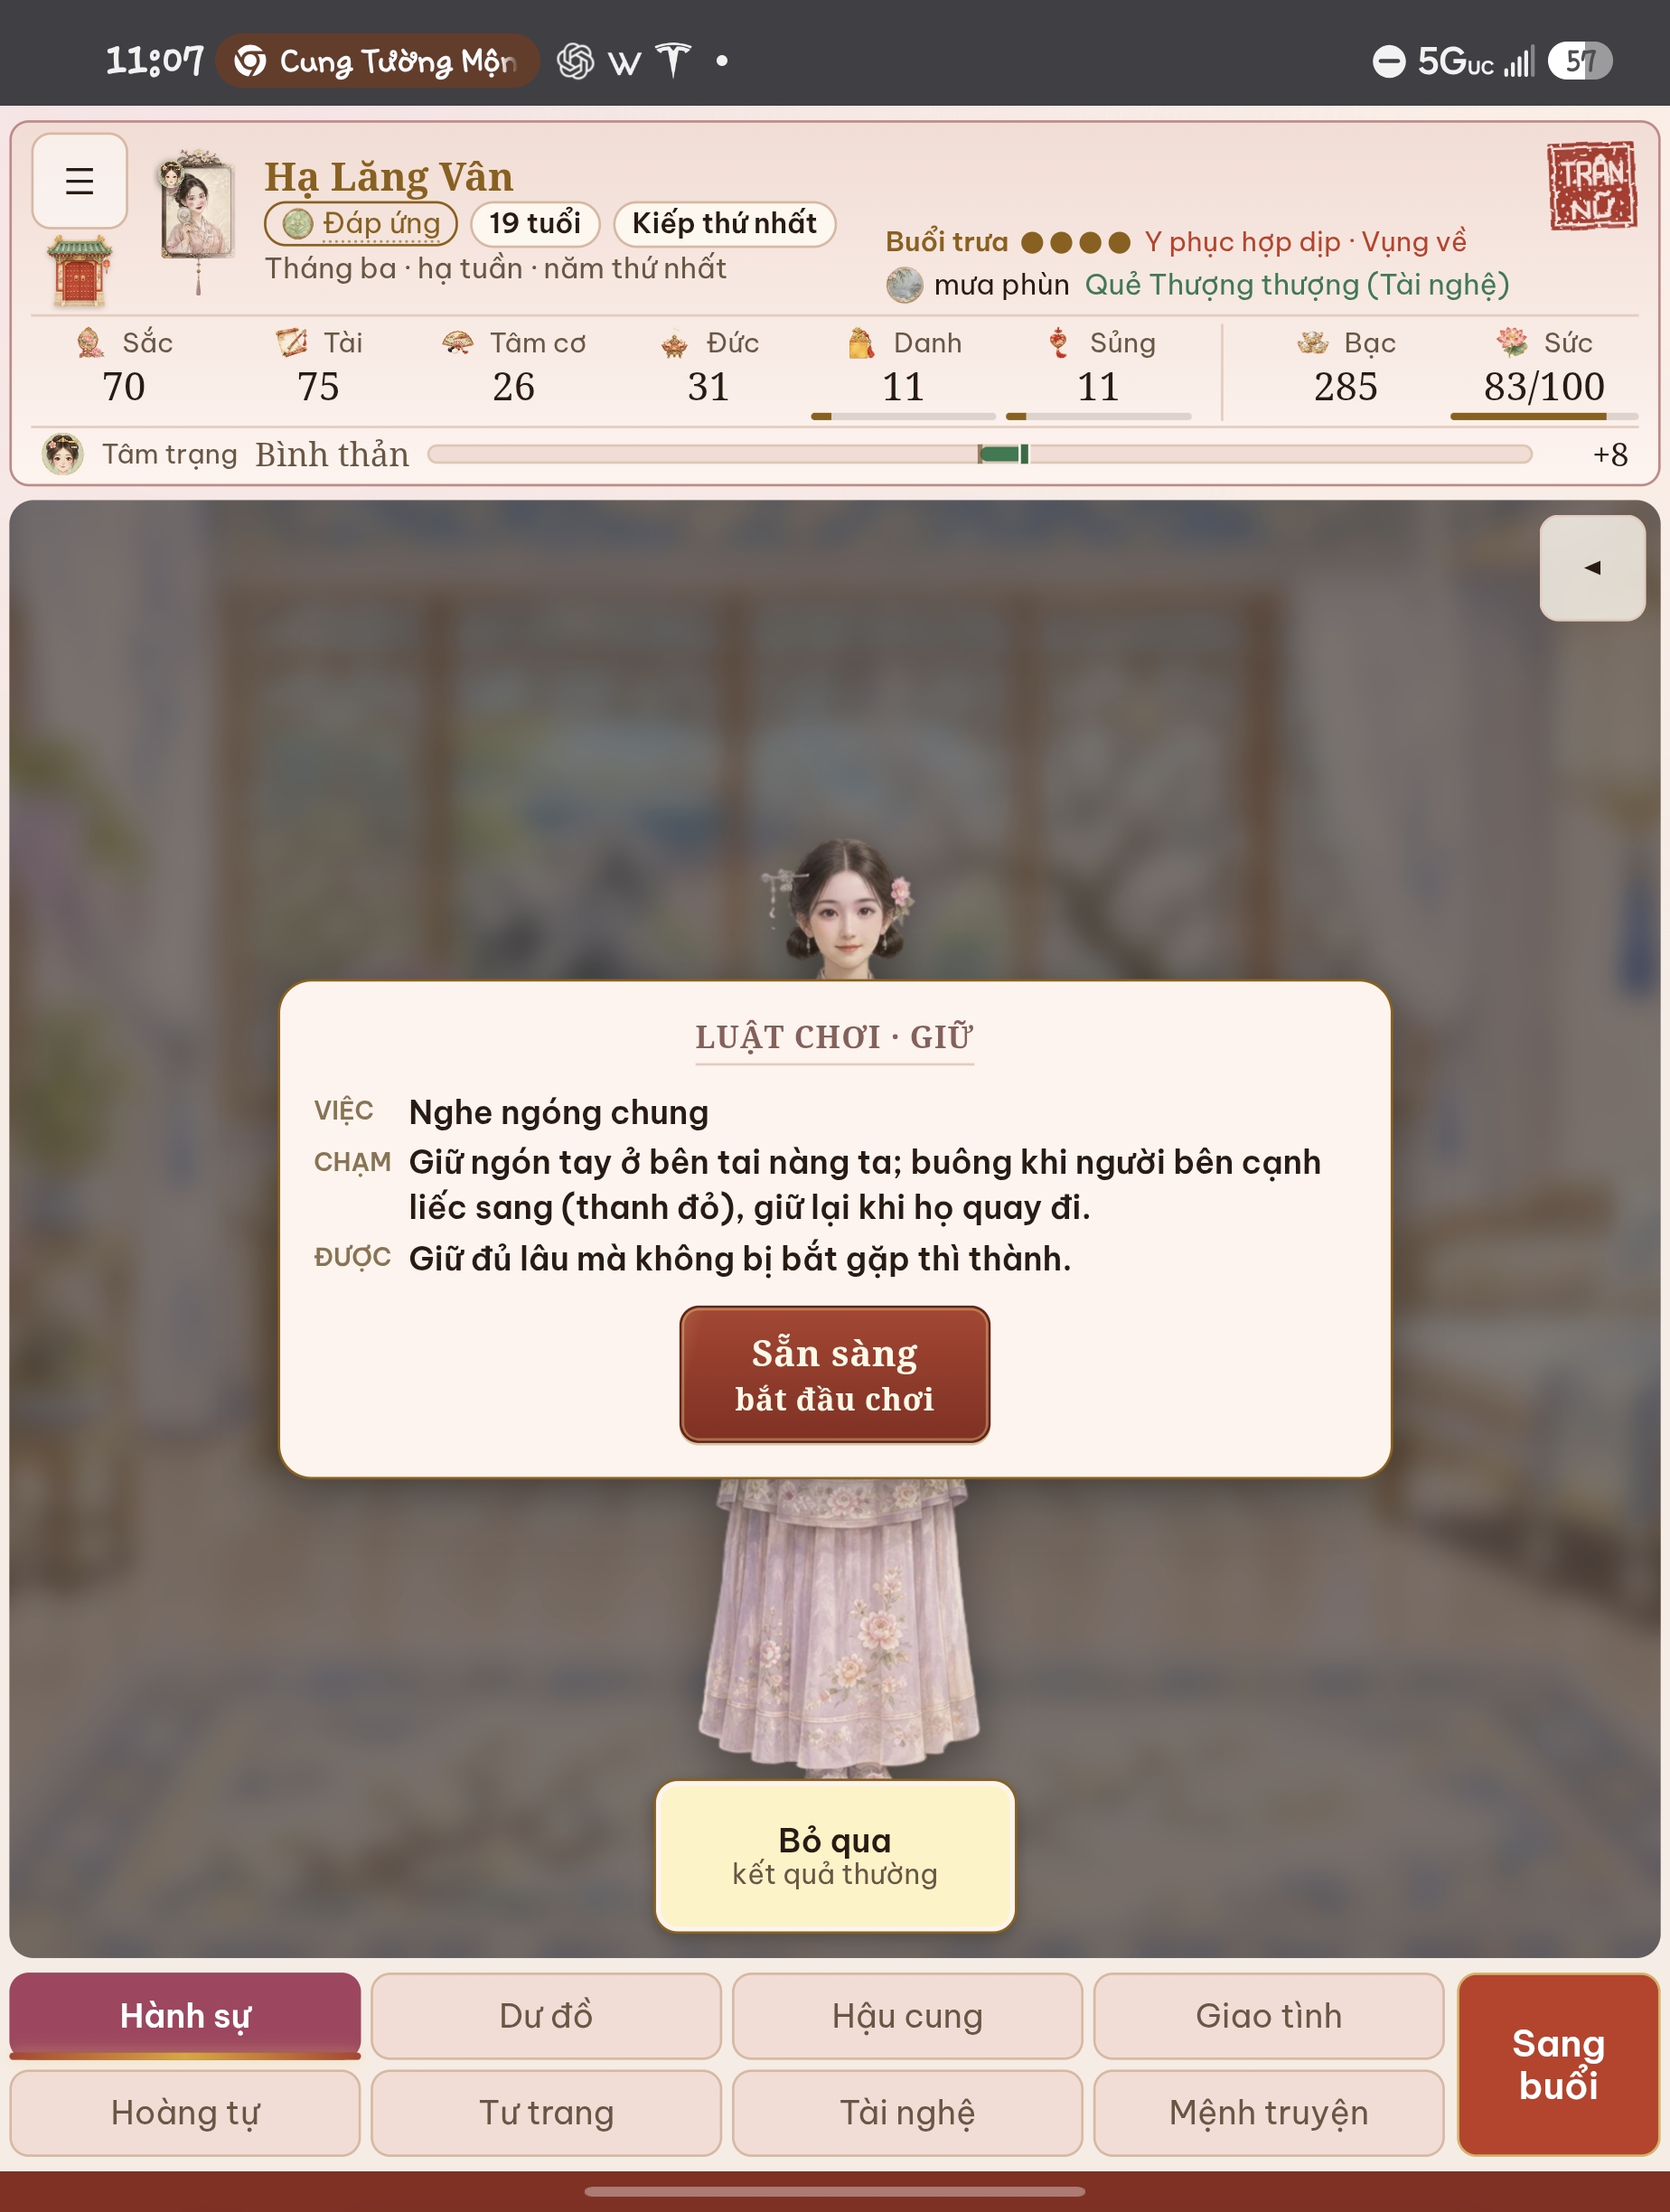 11:07 Cung Tường Môn 5G UC 57
Hạ Lăng Vân
Đáp ứng 19 tuổi Kiếp thứ nhất
Tháng ba · hạ tuần · năm thứ nhất
Buổi trưa Y phục hợp dịp · Vụng về
mưa phùn Quẻ Thượng thượng (Tài nghệ)
TRÂN
NỮ
Sắc Tài Tâm cơ Đức Danh Sủng Bạc Sức
70 75 26 31 11 11 285 83/100
Tâm trạng Bình thản +8
LUẬT CHƠI · GIỮ
VIỆC Nghe ngóng chung
CHẠM Giữ ngón tay ở bên tai nàng ta; buông khi người bên cạnh
liếc sang (thanh đỏ), giữ lại khi họ quay đi.
ĐƯỢC Giữ đủ lâu mà không bị bắt gặp thì thành.
Sẵn sàng
bắt đầu chơi
Bỏ qua
kết quả thường
Hành sự Dư đồ Hậu cung Giao tình
Sang
buổi
Hoàng tự Tư trang Tài nghệ Mệnh truyện